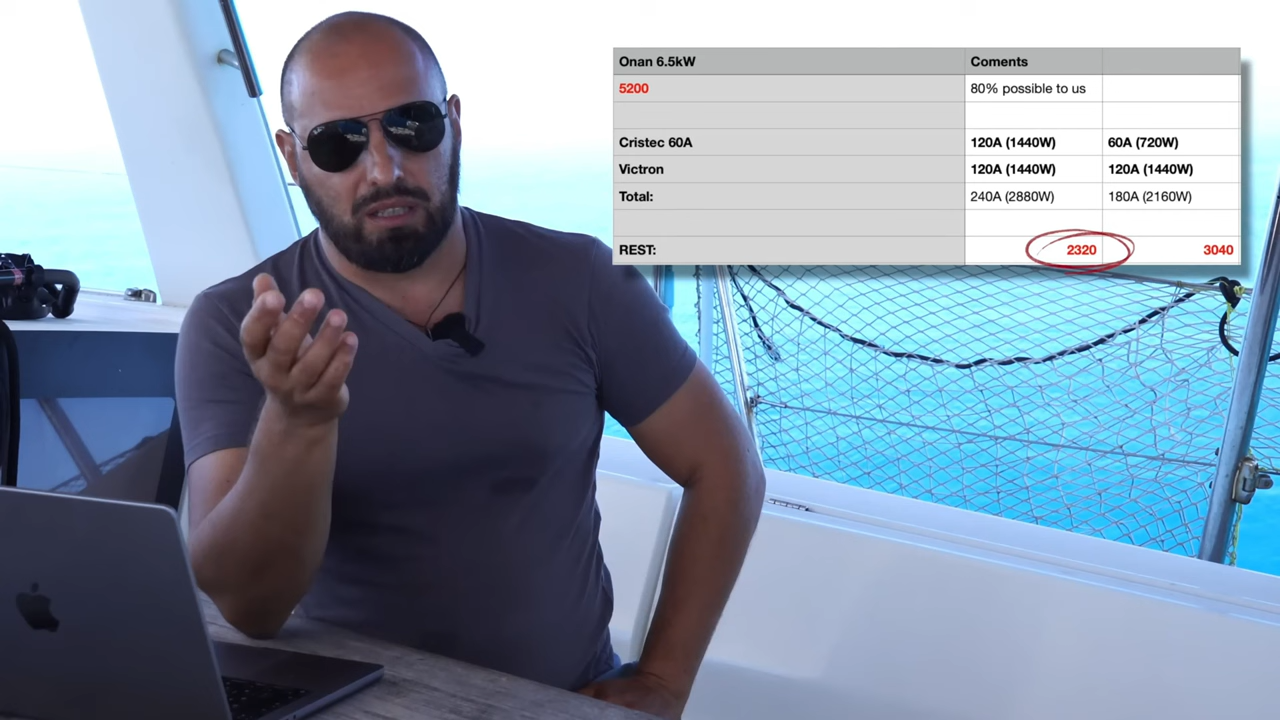 Onan 6.5kW Coments
5200 80% possible to us
Cristec 60A 120A (1440W) 60A (720W)
Victron 120A (1440W) 120A (1440W)
Total: 240A (2880W) 180A (2160W)
REST: 2320 3040